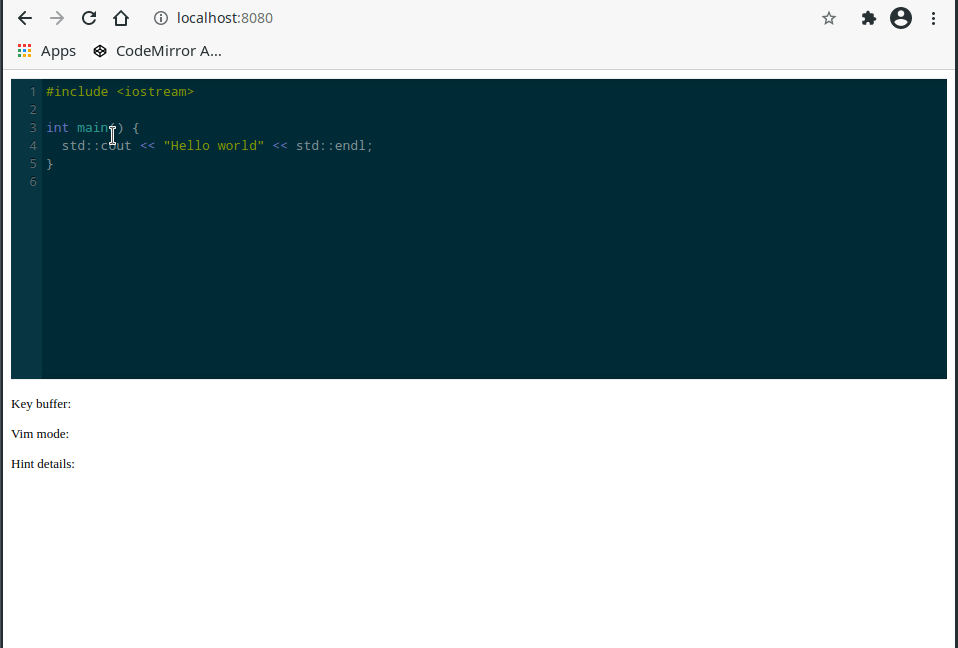 localhost:8080
Apps CodeMirror A...
1 #include <iostream>
2
3 int main() {
4   std::cout << "Hello world" << std::endl;
5 }
6
Key buffer:
Vim mode:
Hint details: